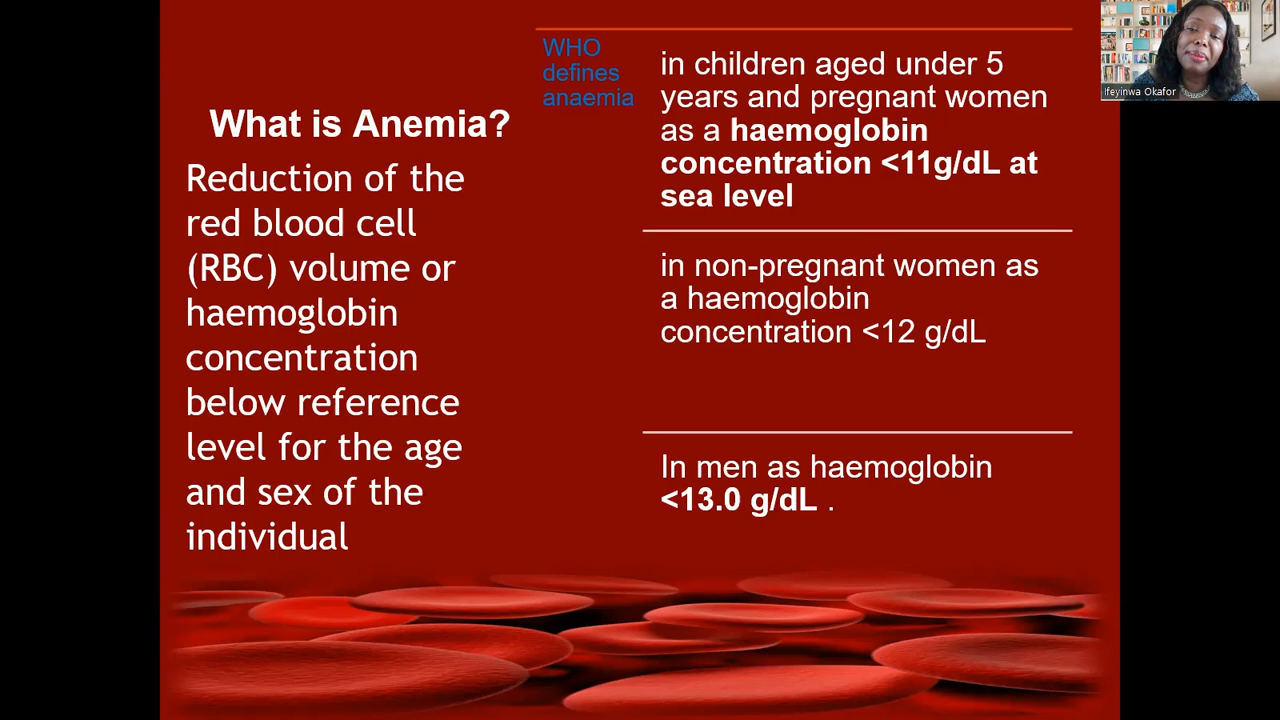 What is Anemia?
Reduction of the
red blood cell
(RBC) volume or
haemoglobin
concentration
below reference
level for the age
and sex of the
individual
WHO
defines
anaemia
in children aged under 5
years and pregnant women
as a haemoglobin
concentration <11g/dL at
sea level
in non-pregnant women as
a haemoglobin
concentration <12 g/dL
In men as haemoglobin
<13.0 g/dL .
Ifeyinwa Okafor